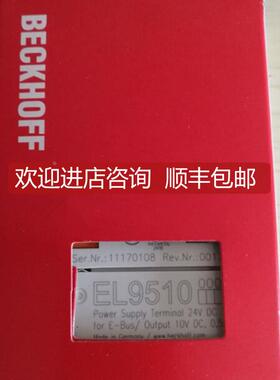 BECKHOFF
欢迎进店咨询 顺丰包邮
Ser.Nr.: 11170108 Rev.Nr.: 001
EL9510
Power Supply Terminal 24V DC
for E-Bus/ Output 10V DC, 0,5
Made in Germany / www.beckhoff.com